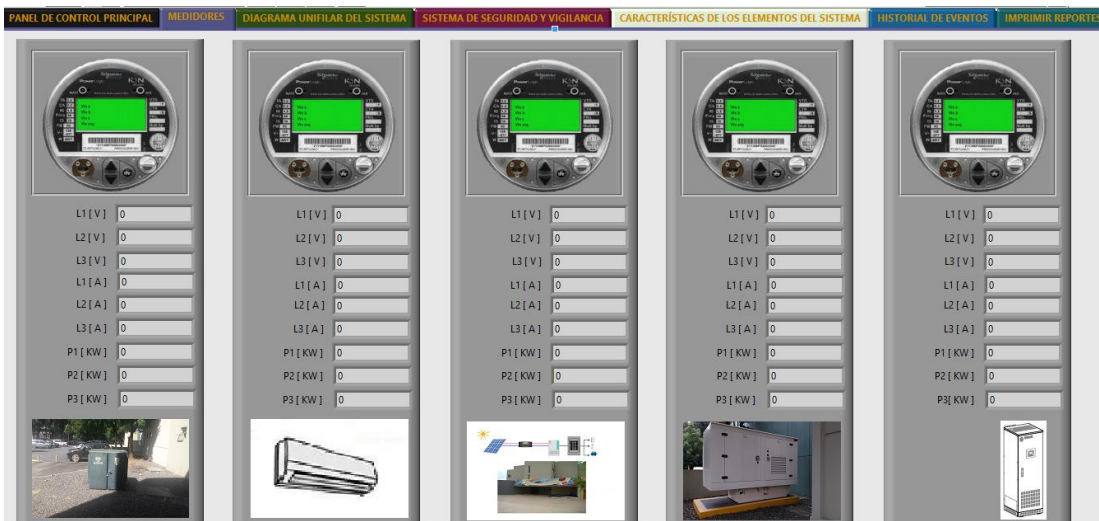 PANEL DE CONTROL PRINCIPAL MEDIDORES DIAGRAMA UNIFILAR DEL SISTEMA SISTEMA DE SEGURIDAD Y VIGILANCIA CARACTERÍSTICAS DE LOS ELEMENTOS DEL SISTEMA HISTORIAL DE EVENTOS IMPRIMIR REPORTES
L1 [ V ] 0 L1 [ V ] 0 L1 [ V ] 0 L1 [ V ] 0 L1 [ V ] 0
L2 [ V ] 0 L2 [ V ] 0 L2 [ V ] 0 L2 [ V ] 0 L2 [ V ] 0
L3 [ V ] 0 L3 [ V ] 0 L3 [ V ] 0 L3 [ V ] 0 L3 [ V ] 0
L1 [ A ] 0 L1 [ A ] 0 L1 [ A ] 0 L1 [ A ] 0 L1 [ A ] 0
L2 [ A ] 0 L2 [ A ] 0 L2 [ A ] 0 L2 [ A ] 0 L2 [ A ] 0
L3 [ A ] 0 L3 [ A ] 0 L3 [ A ] 0 L3 [ A ] 0 L3 [ A ] 0
P1 [ KW ] 0 P1 [ KW ] 0 P1 [ KW ] 0 P1 [ KW ] 0 P1 [ KW ] 0
P2 [ KW ] 0 P2 [ KW ] 0 P2 [ KW ] 0 P2 [ KW ] 0 P2 [ KW ] 0
P3 [ KW ] 0 P3 [ KW ] 0 P3 [ KW ] 0 P3 [ KW ] 0 P3[ KW ] 0